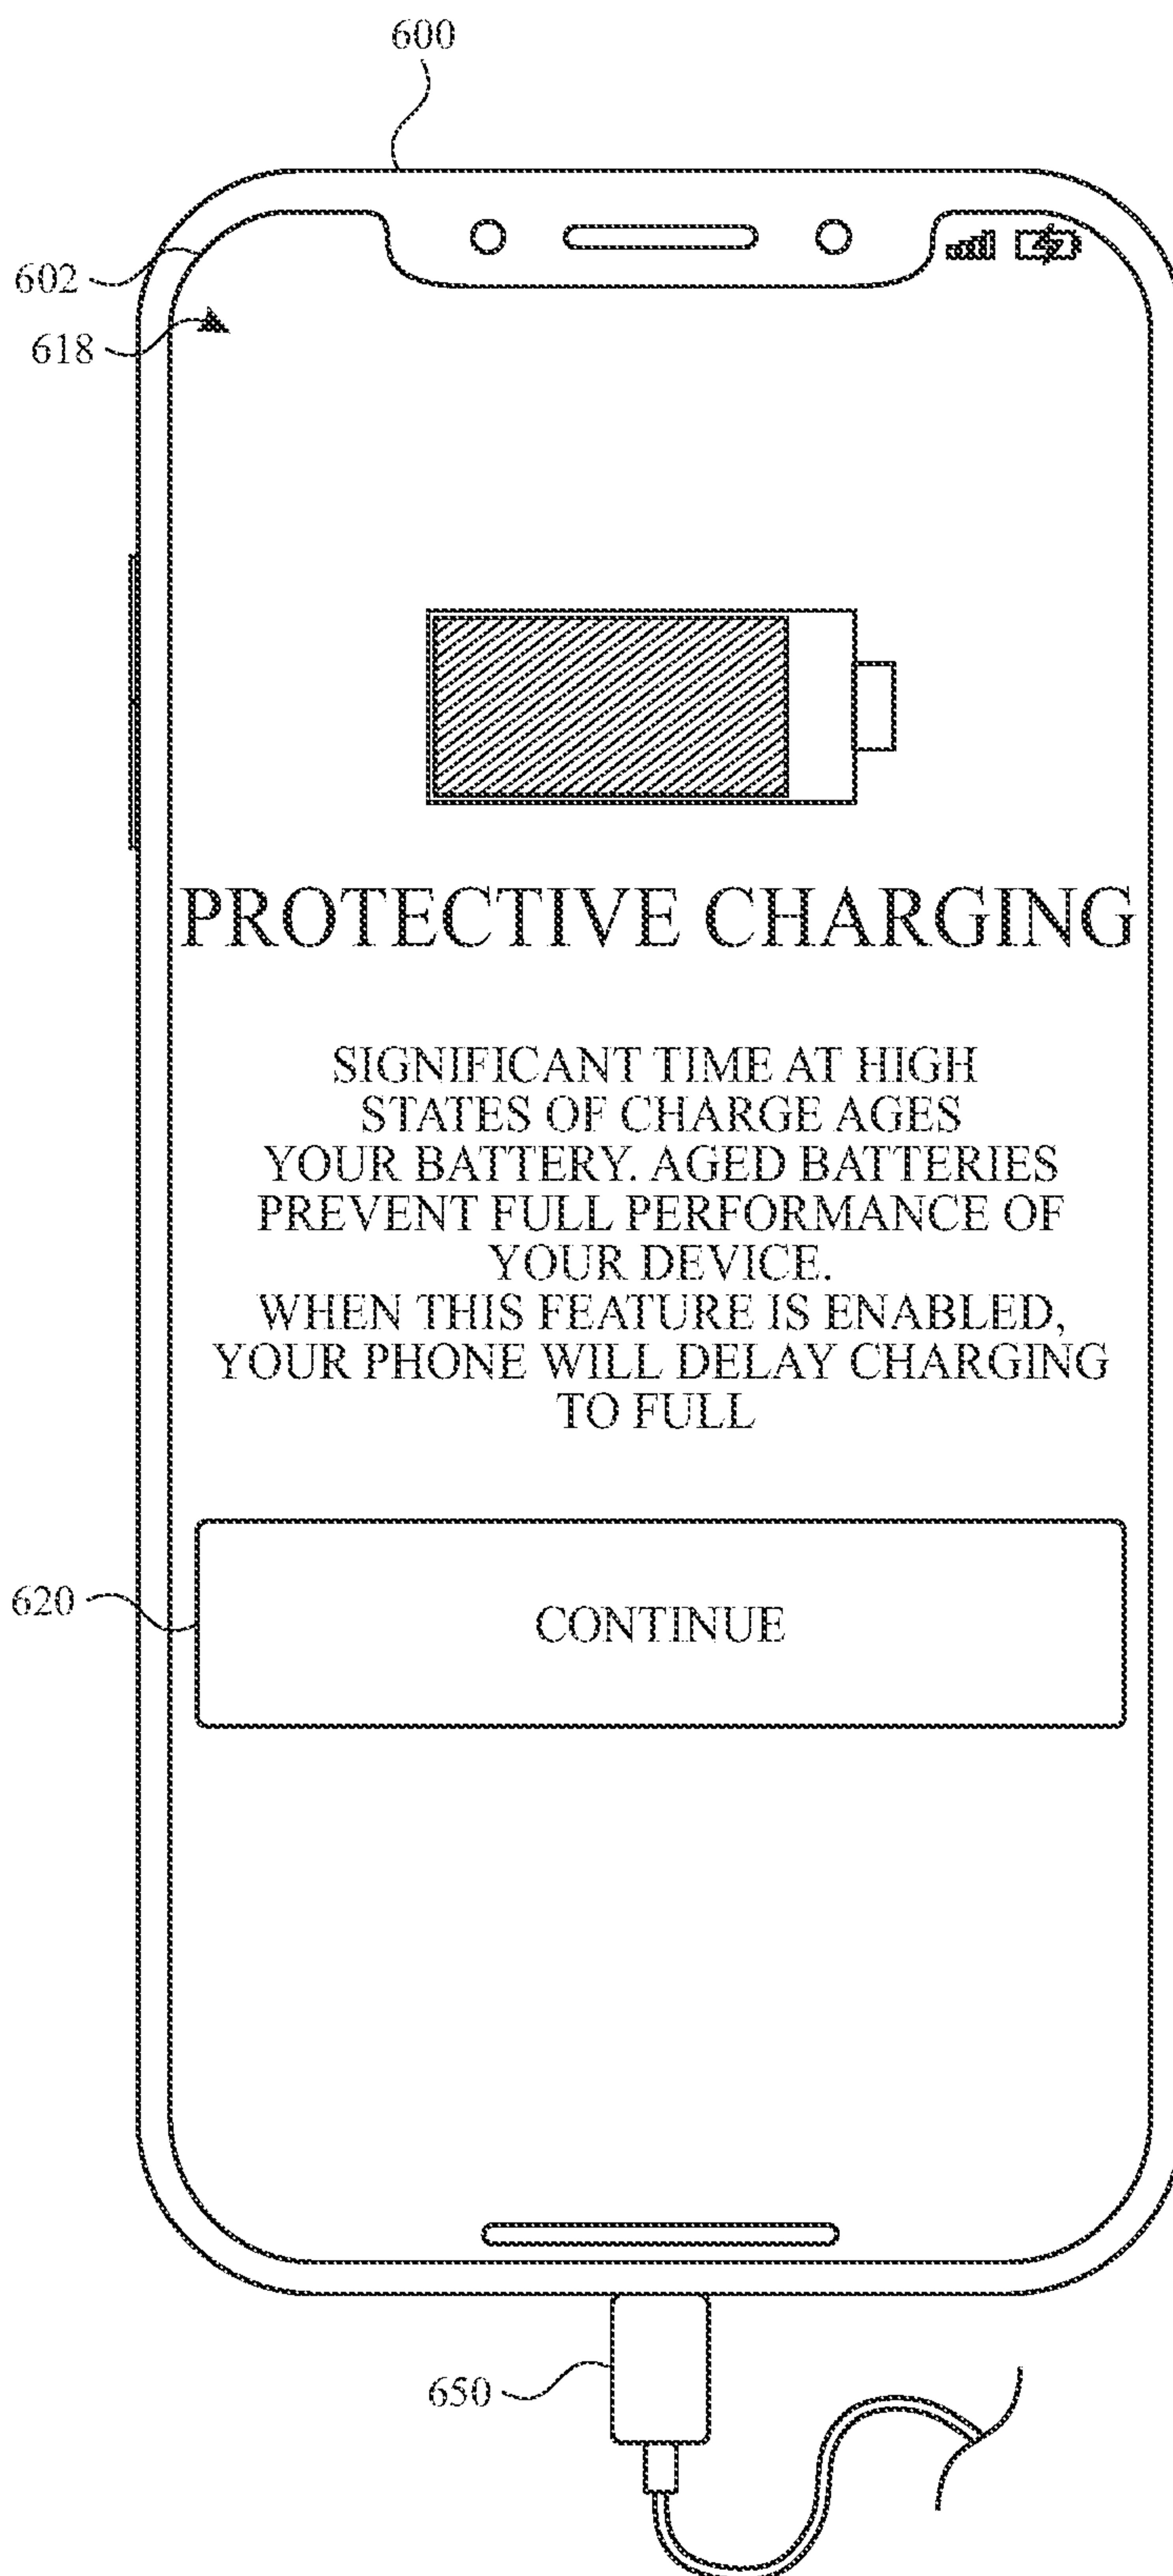 600
602
618
PROTECTIVE CHARGING
SIGNIFICANT TIME AT HIGH
STATES OF CHARGE AGES
YOUR BATTERY. AGED BATTERIES
PREVENT FULL PERFORMANCE OF
YOUR DEVICE.
WHEN THIS FEATURE IS ENABLED,
YOUR PHONE WILL DELAY CHARGING
TO FULL
620
CONTINUE
650